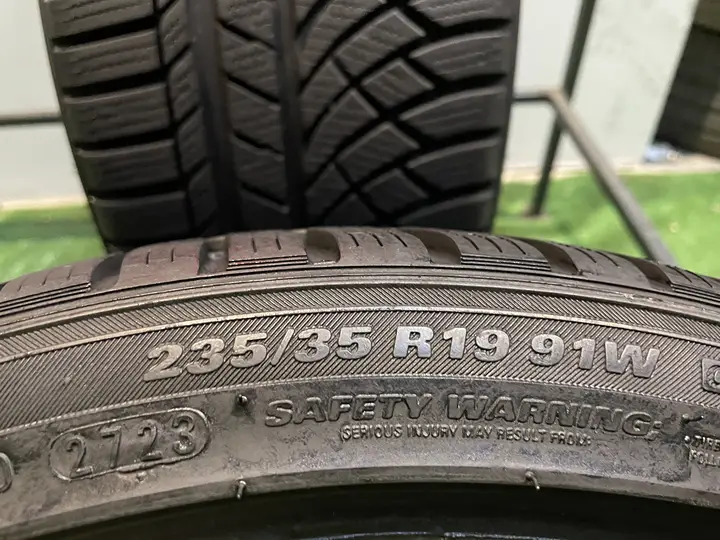 235/35 R19 91W
2723
SAFETY WARNING:
SERIOUS INJURY MAY RESULT FROM: